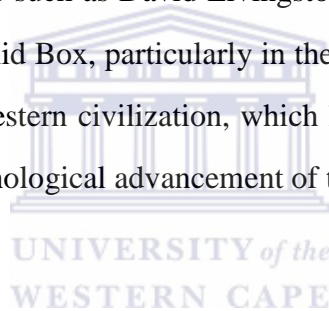 such as David Livingsto
id Box, particularly in the
estern civilization, which
nological advancement of t
UNIVERSITY of the
WESTERN CAPE